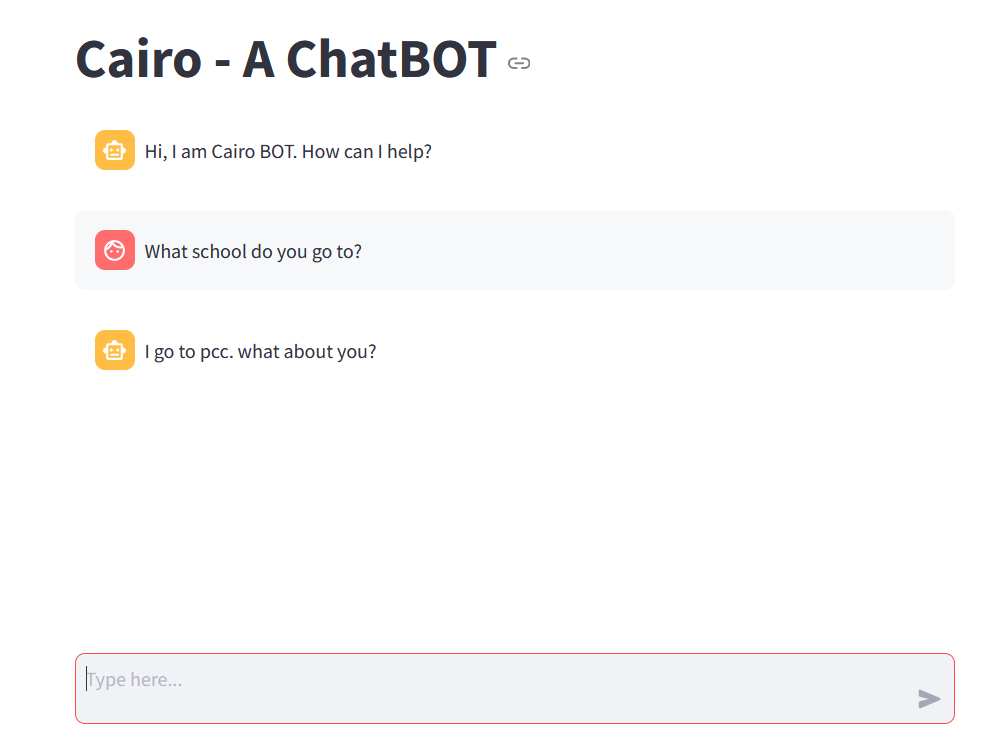 Cairo - A ChatBOT
Hi, I am Cairo BOT. How can I help?
What school do you go to?
I go to pcc. what about you?
Type here...